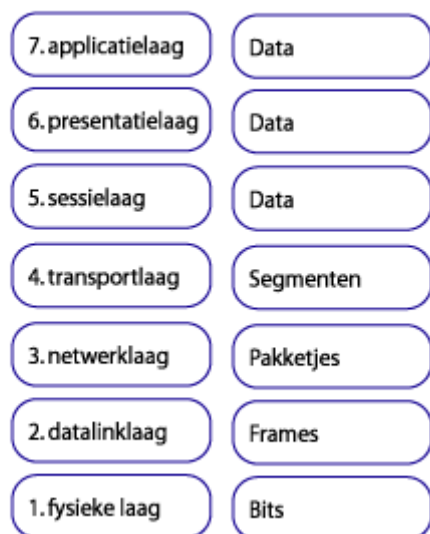 7. applicatielaag Data
6. presentatielaag Data
5. sessielaag Data
4. transportlaag Segmenten
3. netwerklaag Pakketjes
2. datalinklaag Frames
1. fysieke laag Bits